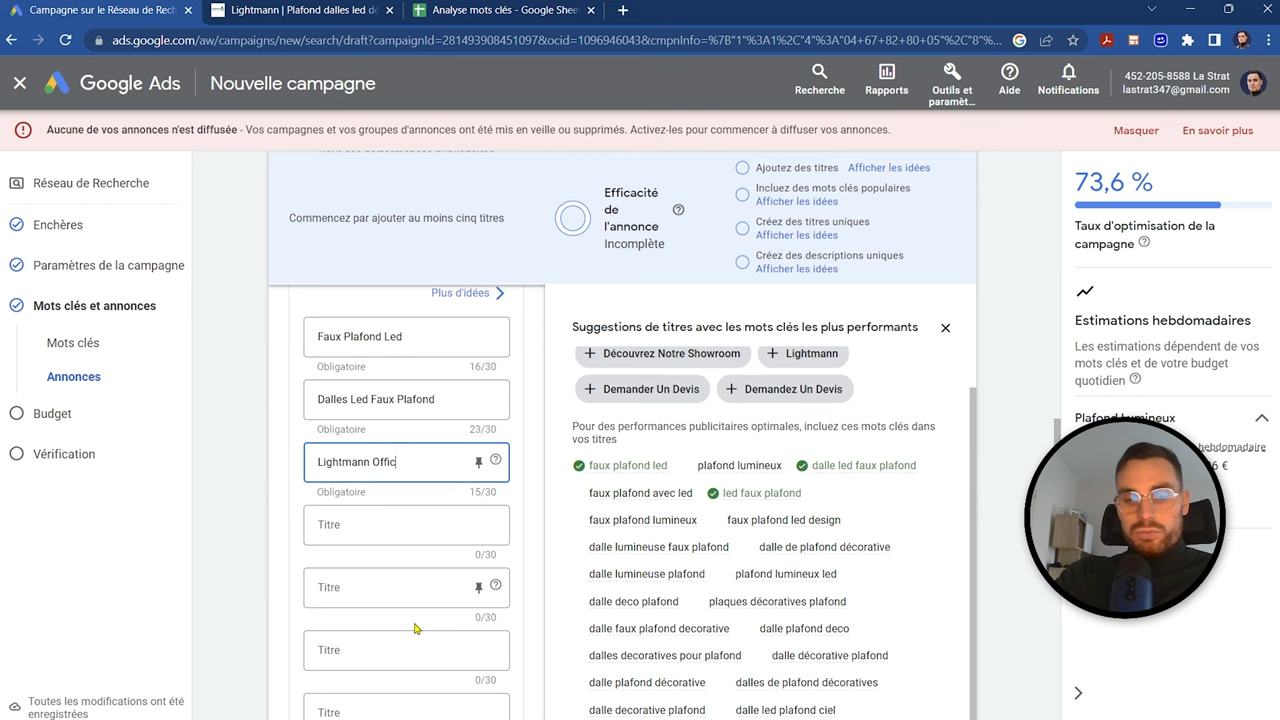 Campagne sur le Réseau de Rech
Lightmann | Plafond dalles led d
Analyse mots clés - Google Shee
ads.google.com/aw/campaigns/new/search/draft?campaignId=281493908451097&ocid=1096946043&cmpnInfo=%7B"1"%3A1%2C"4"%3A"04+67+82+80+05"%2C"8"%...
Google Ads
Nouvelle campagne
Recherche
Rapports
Outils et
paramèt...
Aide
Notifications
452-205-8588 La Strat
lastrat347@gmail.com
Aucune de vos annonces n'est diffusée - Vos campagnes et vos groupes d'annonces ont été mis en veille ou supprimés. Activez-les pour commencer à diffuser vos annonces.
Masquer
En savoir plus
Réseau de Recherche
Enchères
Paramètres de la campagne
Mots clés et annonces
Mots clés
Annonces
Budget
Vérification
Toutes les modifications ont été
enregistrées
Commencez par ajouter au moins cinq titres
Efficacité
de
l'annonce
Incomplète
Ajoutez des titres Afficher les idées
Incluez des mots clés populaires
Afficher les idées
Créez des titres uniques
Afficher les idées
Créez des descriptions uniques
Afficher les idées
Plus d'idées
Faux Plafond Led
Obligatoire 16/30
Dalles Led Faux Plafond
Obligatoire 23/30
Lightmann Offic
Obligatoire 15/30
Titre
0/30
Titre
0/30
Titre
0/30
Titre
Suggestions de titres avec les mots clés les plus performants
+ Découvrez Notre Showroom + Lightmann
+ Demander Un Devis + Demandez Un Devis
Pour des performances publicitaires optimales, incluez ces mots clés dans
vos titres
faux plafond led plafond lumineux dalle led faux plafond
faux plafond avec led led faux plafond
faux plafond lumineux faux plafond led design
dalle lumineuse faux plafond dalle de plafond décorative
dalle lumineuse plafond plafond lumineux led
dalle deco plafond plaques décoratives plafond
dalle faux plafond decorative dalle plafond deco
dalles decoratives pour plafond dalle décorative plafond
dalle plafond décorative dalles de plafond décoratives
dalle decorative plafond dalle led plafond ciel
73,6 %
Taux d'optimisation de la
campagne
Estimations hebdomadaires
Les estimations dépendent de vos
mots clés et de votre budget
quotidien
Plafond Lumineux
hebdomadaire
€